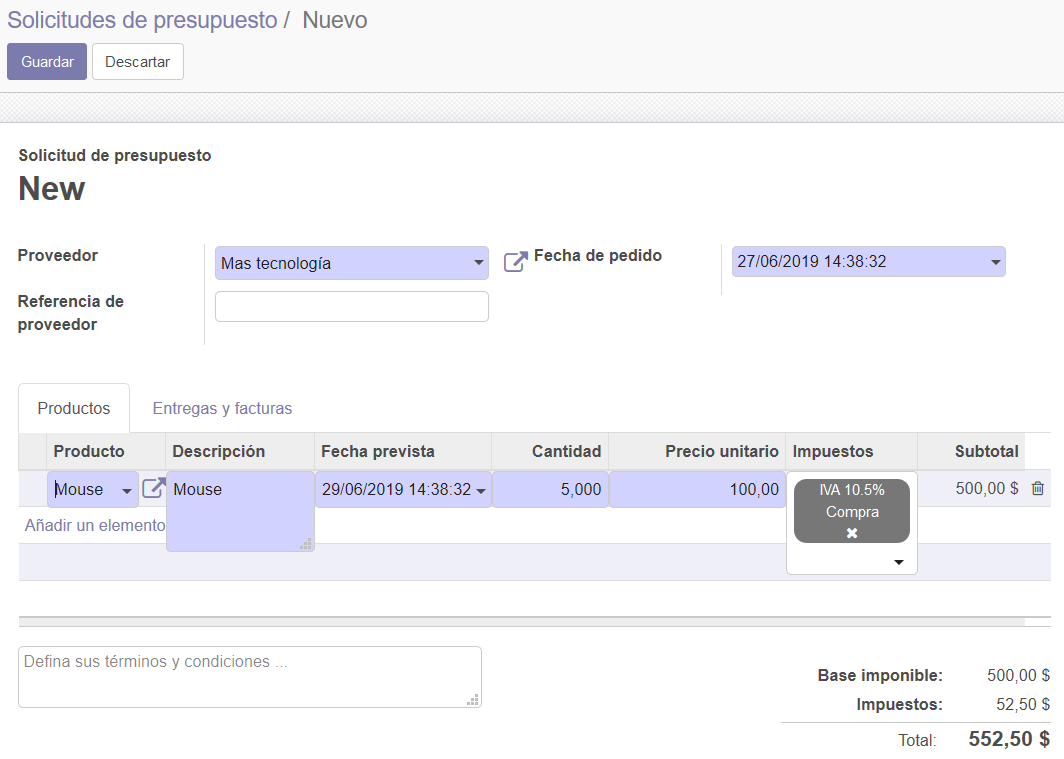 Solicitudes de presupuesto / Nuevo
Guardar Descartar
Solicitud de presupuesto
New
Proveedor Mas tecnología Fecha de pedido 27/06/2019 14:38:32
Referencia de
proveedor
Productos Entregas y facturas
Producto Descripción Fecha prevista Cantidad Precio unitario Impuestos Subtotal
Mouse Mouse 29/06/2019 14:38:32 5,000 100,00 IVA 10.5% 500,00 $
Compra
Añadir un elemento
Defina sus términos y condiciones ...
Base imponible: 500,00 $
Impuestos: 52,50 $
Total: 552,50 $